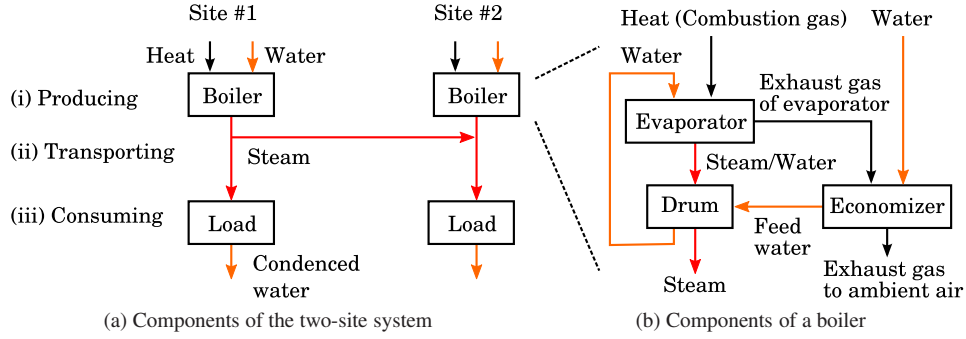 Site #1
Site #2
Heat
Water
(i) Producing
Boiler
Boiler
(ii) Transporting
Steam
(iii) Consuming
Load
Load
Condenced
water
(a) Components of the two-site system
Heat (Combustion gas)
Water
Water
Exhaust gas
of evaporator
Evaporator
Steam/Water
Drum
Economizer
Feed
water
Steam
Exhaust gas
to ambient air
(b) Components of a boiler